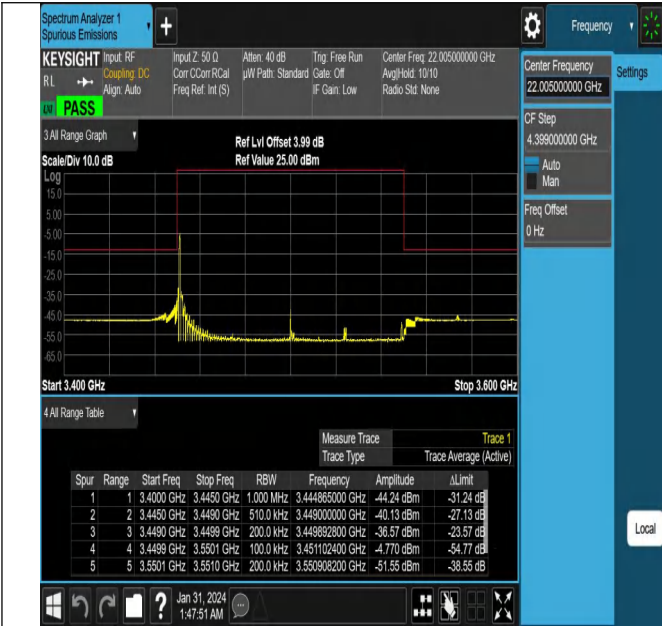 Spectrum Analyzer 1
Spurious Emissions
+
Frequency
KEYSIGHT Input: RF Input Z: 50 Ω Atten: 40 dB Trig: Free Run Center Freq: 22.005000000 GHz
RL Coupling: DC Corr CCorr RCal µW Path: Standard Gate: Off Avg|Hold: 10/10
Align: Auto Freq Ref: Int (S) IF Gain: Low Radio Std: None
LXI PASS
Center Frequency
22.005000000 GHz
Settings
CF Step
4.399000000 GHz
Auto
Man
Freq Offset
0 Hz
3 All Range Graph
Ref Lvl Offset 3.99 dB
Scale/Div 10.0 dB Ref Value 25.00 dBm
Log
15.0
5.00
-5.00
-15.0
-25.0
-35.0
-45.0
-55.0
-65.0
Start 3.400 GHz Stop 3.600 GHz
4 All Range Table
Measure Trace Trace 1
Trace Type Trace Average (Active)
Spur Range Start Freq Stop Freq RBW Frequency Amplitude ΔLimit
1 1 3.4000 GHz 3.4450 GHz 1.000 MHz 3.444865000 GHz -44.24 dBm -31.24 dB
2 2 3.4450 GHz 3.4490 GHz 510.0 kHz 3.449000000 GHz -40.13 dBm -27.13 dB
3 3 3.4490 GHz 3.4499 GHz 200.0 kHz 3.449892800 GHz -36.57 dBm -23.57 dB
4 4 3.4499 GHz 3.5501 GHz 100.0 kHz 3.451102400 GHz -4.770 dBm -54.77 dB
5 5 3.5501 GHz 3.5510 GHz 200.0 kHz 3.550908200 GHz -51.55 dBm -38.55 dB
Local
? Jan 31, 2024
1:47:51 AM